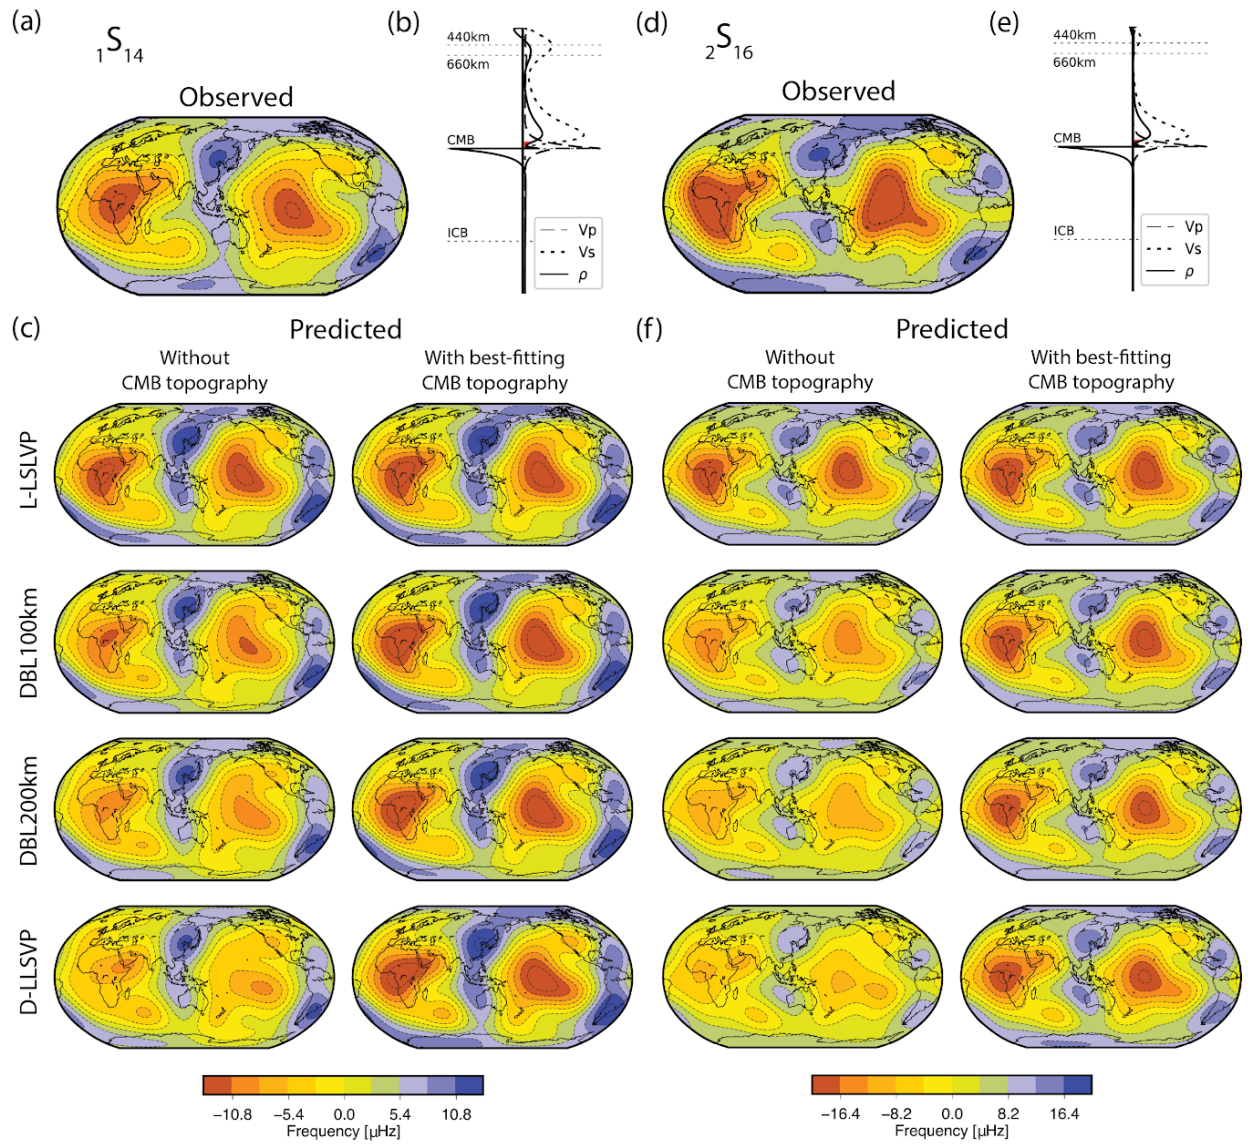 (a)
₁S₁₄
Observed
(b)
440km
660km
CMB
ICB
Vp
Vs
ρ
(d)
₂S₁₆
Observed
(e)
440km
660km
CMB
ICB
Vp
Vs
ρ
(c)
Predicted
Without
CMB topography
With best-fitting
CMB topography
(f)
Predicted
Without
CMB topography
With best-fitting
CMB topography
L-LSLVP
DBL100km
DBL200km
D-LLSVP
−10.8 −5.4 0.0 5.4 10.8
Frequency [μHz]
−16.4 −8.2 0.0 8.2 16.4
Frequency [μHz]